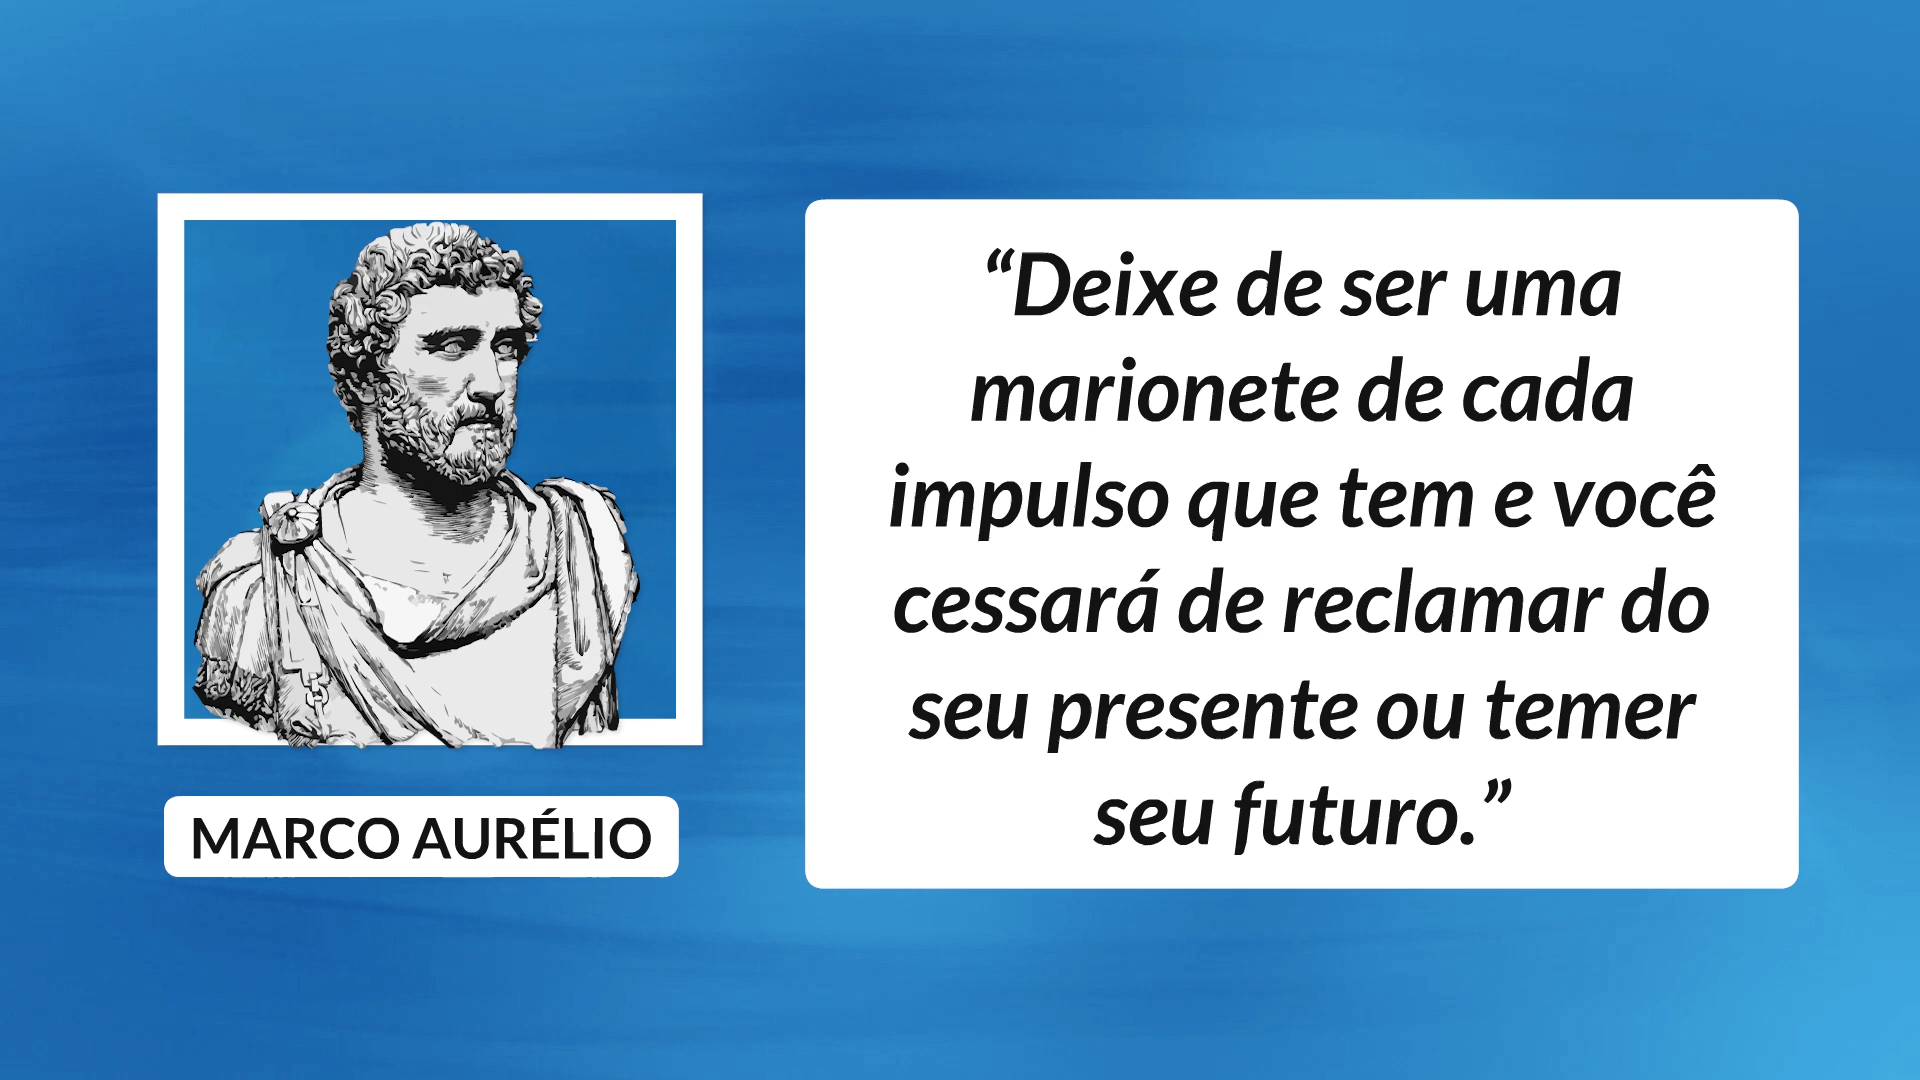 MARCO AURÉLIO
“Deixe de ser uma
marionete de cada
impulso que tem e você
cessará de reclamar do
seu presente ou temer
seu futuro.”